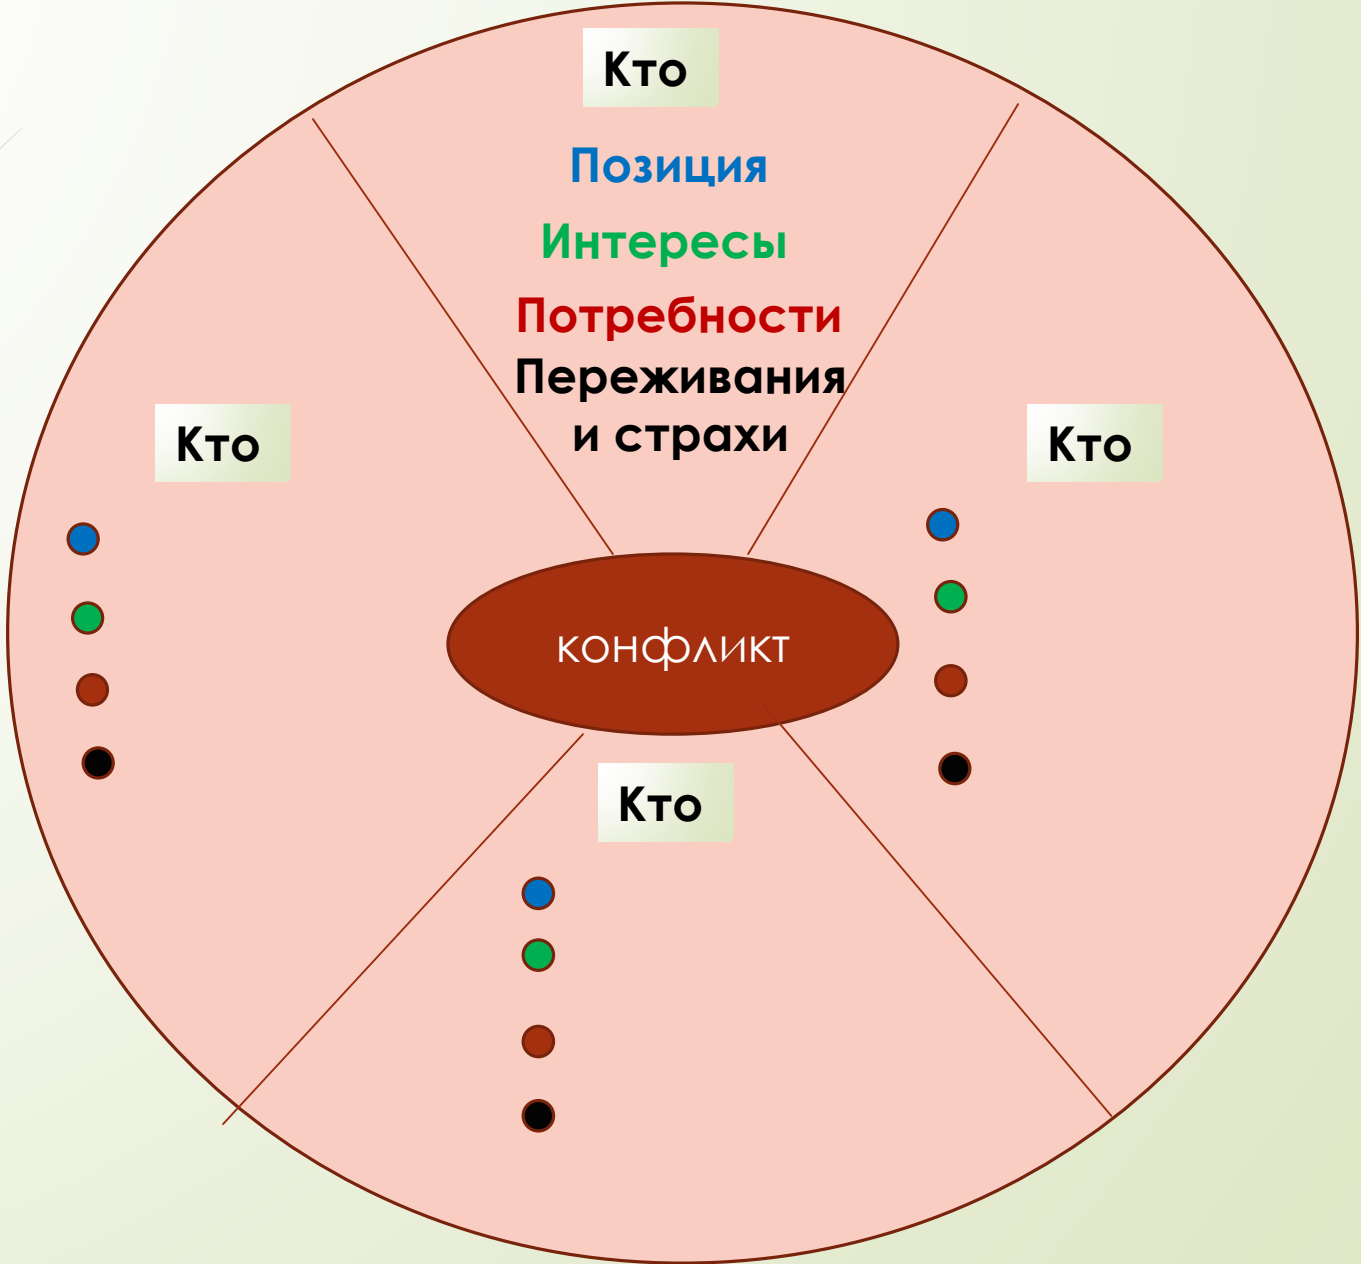 Кто
Позиция
Интересы
Потребности
Переживания
и страхи
Кто
Кто
конфликт
Кто